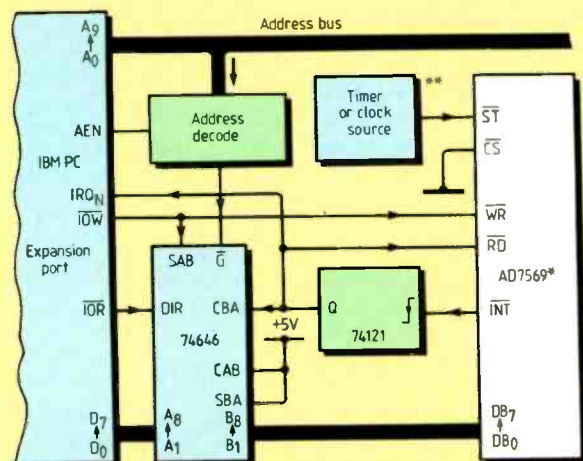 Address bus
A9
A0
AEN
IBM PC
IRQN
IOW
Expansion
port
IOR
D7
D0
Address
decode
Timer
or clock
source
**
ST
CS
WR
RD
AD7569*
INT
DB7
DB0
SAB G
DIR CBA
74646
+5V
CAB
SBA
A8 B8
A1 B1
Q
74121